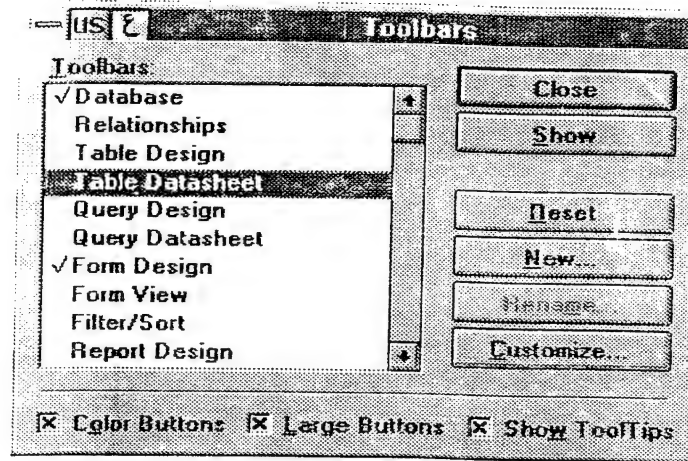 US ع Toolbars
Toolbars:
✓ Database
Relationships
Table Design
Table Datasheet
Query Design
Query Datasheet
✓ Form Design
Form View
Filter/Sort
Report Design
Close
Show
Reset
New...
Rename...
Customize...
Color Buttons
Large Buttons
Show ToolTips